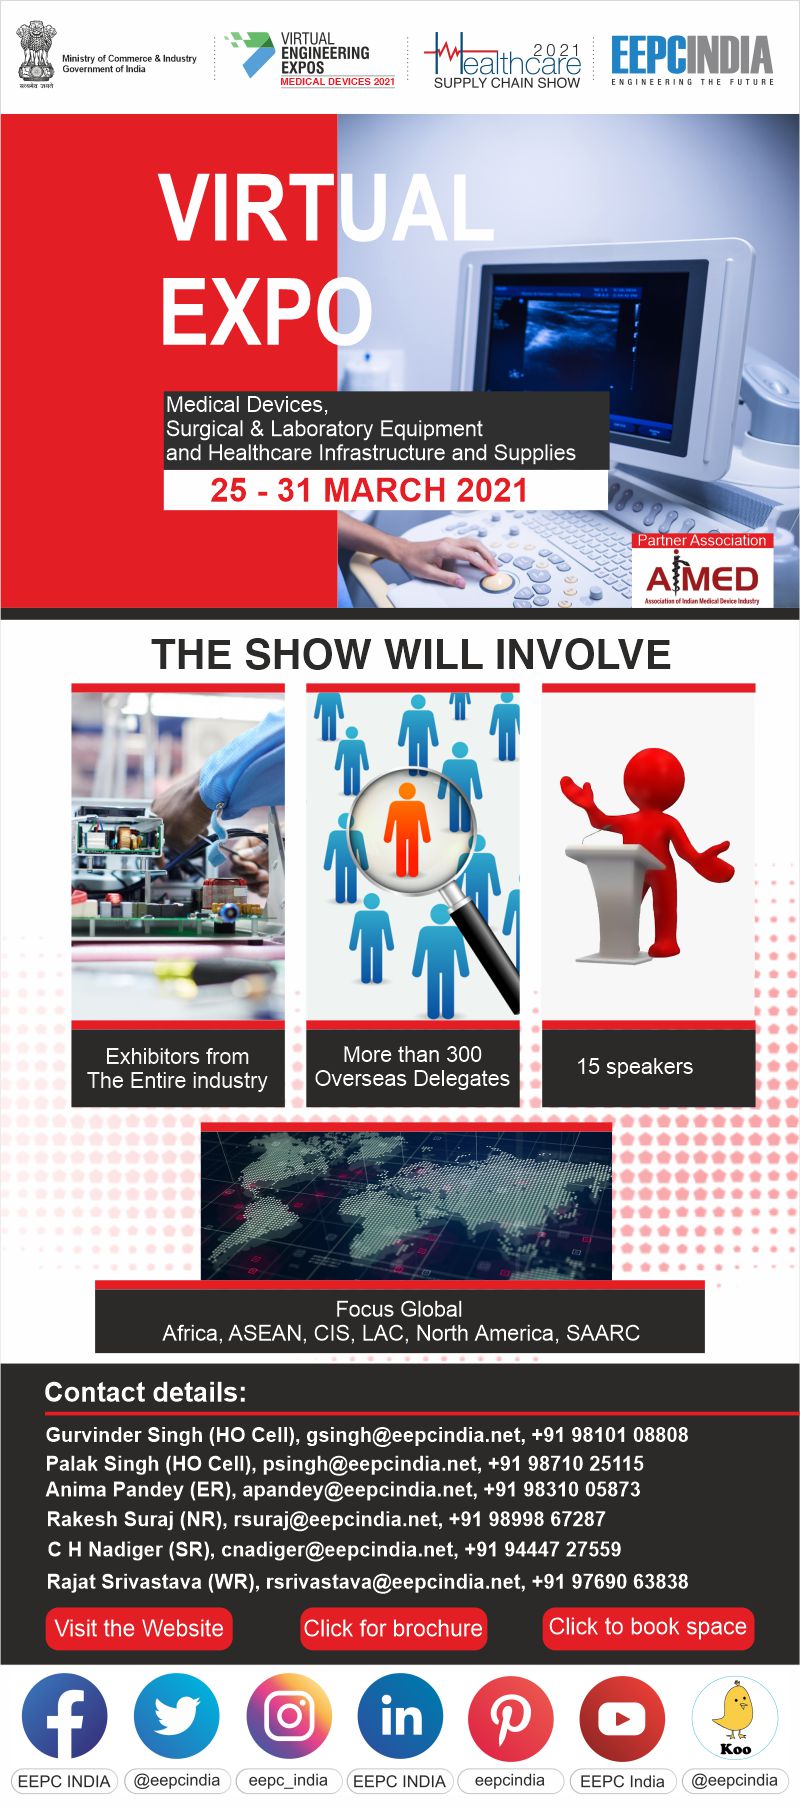 सत्यमेव जयते
Ministry of Commerce & Industry
Government of India
VIRTUAL
ENGINEERING
EXPOS
MEDICAL DEVICES 2021
2021
Healthcare
SUPPLY CHAIN SHOW
EEPCINDIA
ENGINEERING THE FUTURE
VIRTUAL
EXPO
Medical Devices,
Surgical & Laboratory Equipment
and Healthcare Infrastructure and Supplies
25 - 31 MARCH 2021
Partner Association
AiMED
Association of Indian Medical Device Industry
THE SHOW WILL INVOLVE
Exhibitors from
The Entire industry
More than 300
Overseas Delegates
15 speakers
Focus Global
Africa, ASEAN, CIS, LAC, North America, SAARC
Contact details:
Gurvinder Singh (HO Cell), gsingh@eepcindia.net, +91 98101 08808
Palak Singh (HO Cell), psingh@eepcindia.net, +91 98710 25115
Anima Pandey (ER), apandey@eepcindia.net, +91 98310 05873
Rakesh Suraj (NR), rsuraj@eepcindia.net, +91 98998 67287
C H Nadiger (SR), cnadiger@eepcindia.net, +91 94447 27559
Rajat Srivastava (WR), rsrivastava@eepcindia.net, +91 97690 63838
Visit the Website
Click for brochure
Click to book space
Koo
EEPC INDIA
@eepcindia
eepc_india
EEPC INDIA
eepcindia
EEPC India
@eepcindia